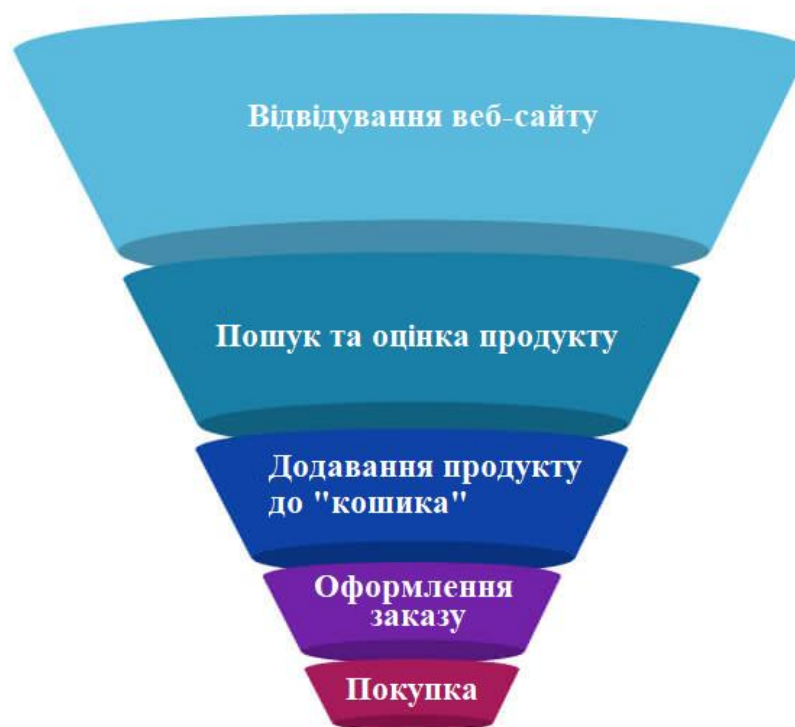 Відвідування веб-сайту
Пошук та оцінка продукту
Додавання продукту
до "кошика"
Оформлення
заказу
Покупка